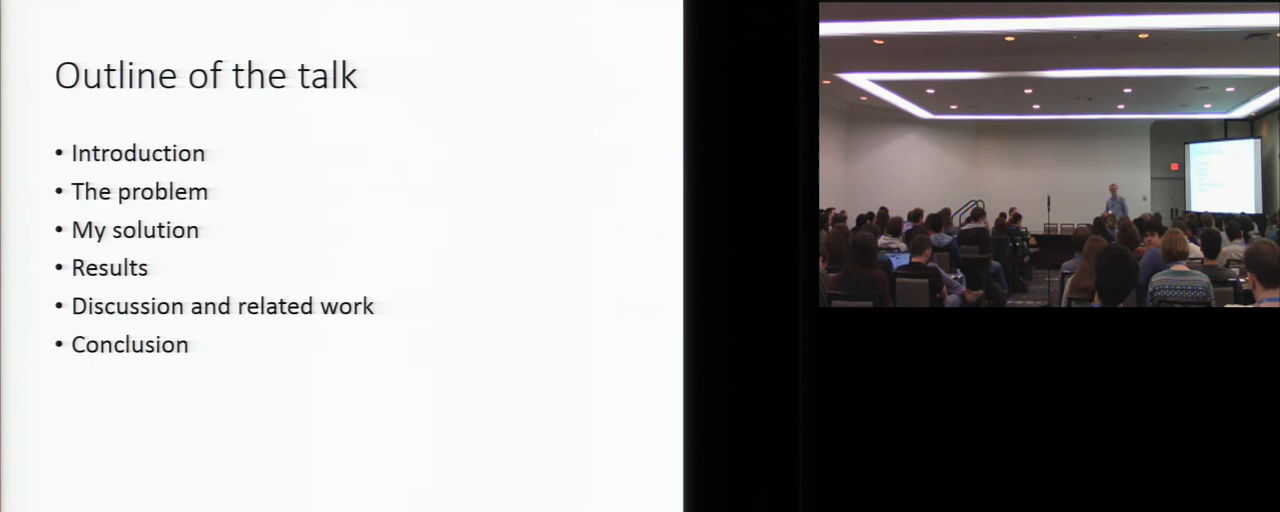 Outline of the talk
• Introduction
• The problem
• My solution
• Results
• Discussion and related work
• Conclusion